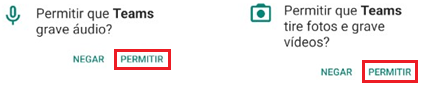 Permitir que Teams
grave áudio?
NEGAR PERMITIR
Permitir que Teams
tire fotos e grave
vídeos?
NEGAR PERMITIR